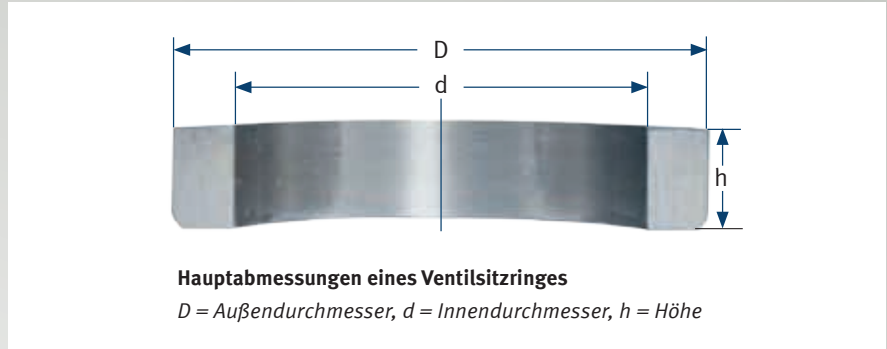 D
d
h
Hauptabmessungen eines Ventilsitzringes
D = Außendurchmesser, d = Innendurchmesser, h = Höhe